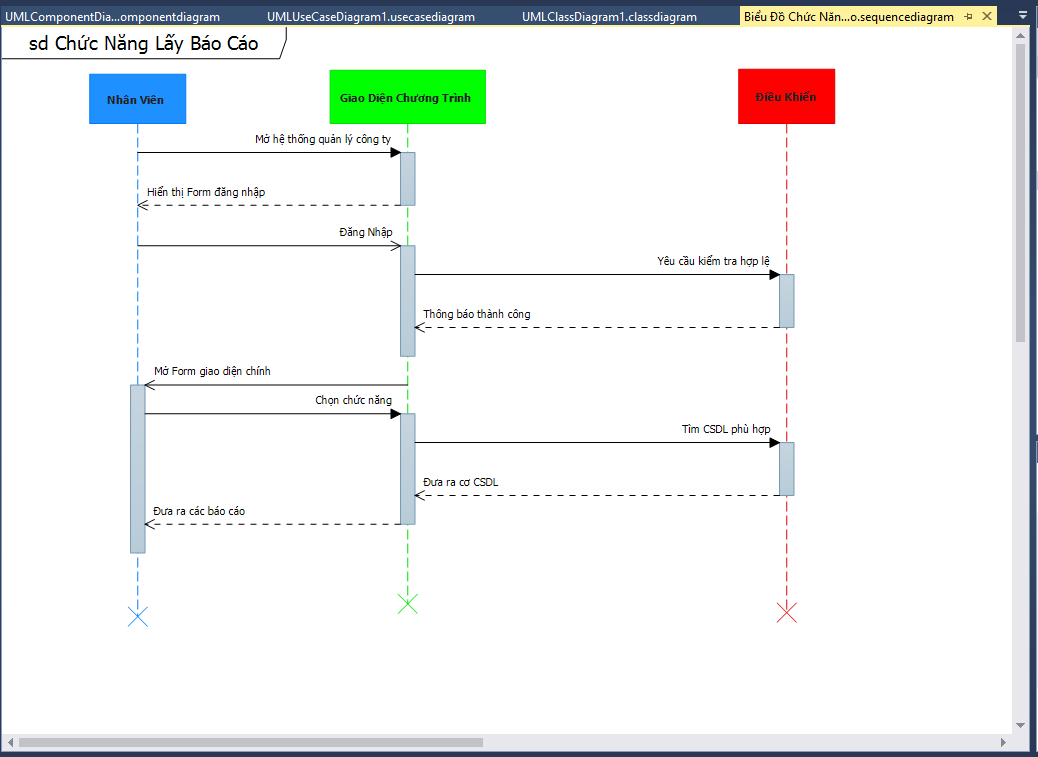 UMLComponentDia...omponentdiagram
UMLUseCaseDiagram1.usecasediagram
UMLClassDiagram1.classdiagram
Biểu Đồ Chức Năn...o.sequencediagram
sd Chức Năng Lấy Báo Cáo
Nhân Viên
Giao Diện Chương Trình
Điều Khiển
Mở hệ thống quản lý công ty
Hiển thị Form đăng nhập
Đăng Nhập
Yêu cầu kiểm tra hợp lệ
Thông báo thành công
Mở Form giao diện chính
Chọn chức năng
Tìm CSDL phù hợp
Đưa ra cơ CSDL
Đưa ra các báo cáo